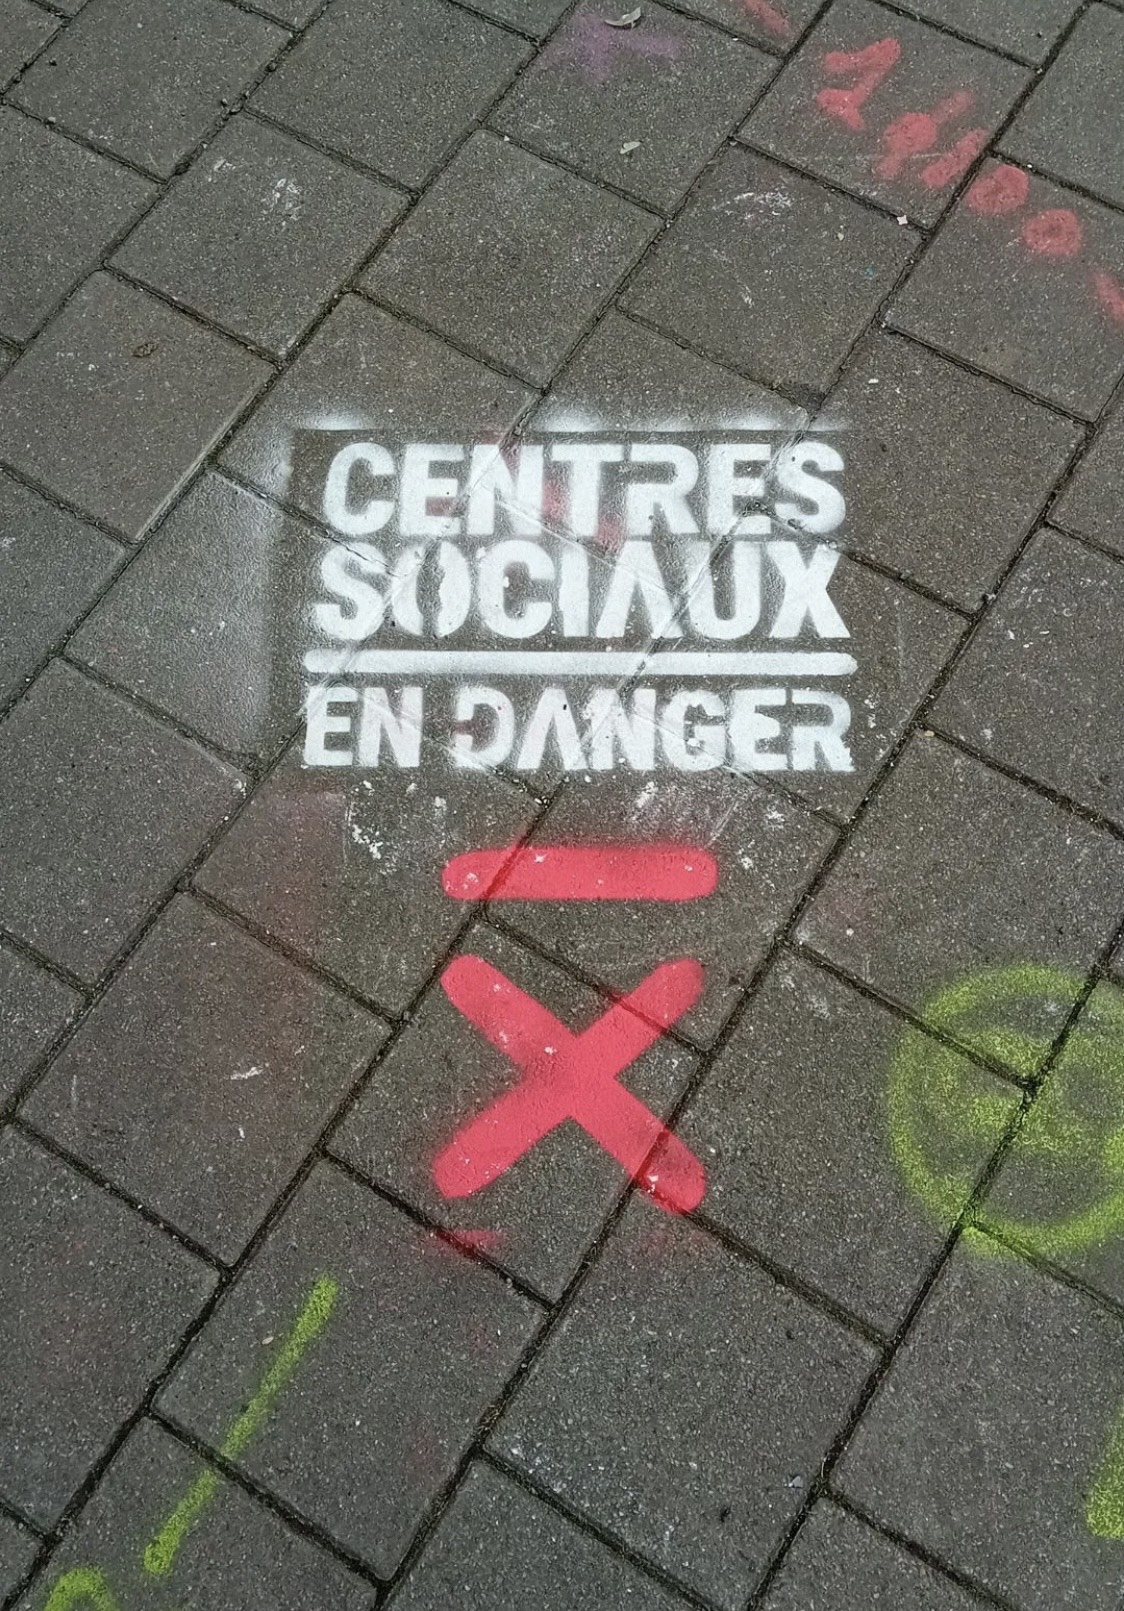 CENTRES
SOCIAUX
EN DANGER